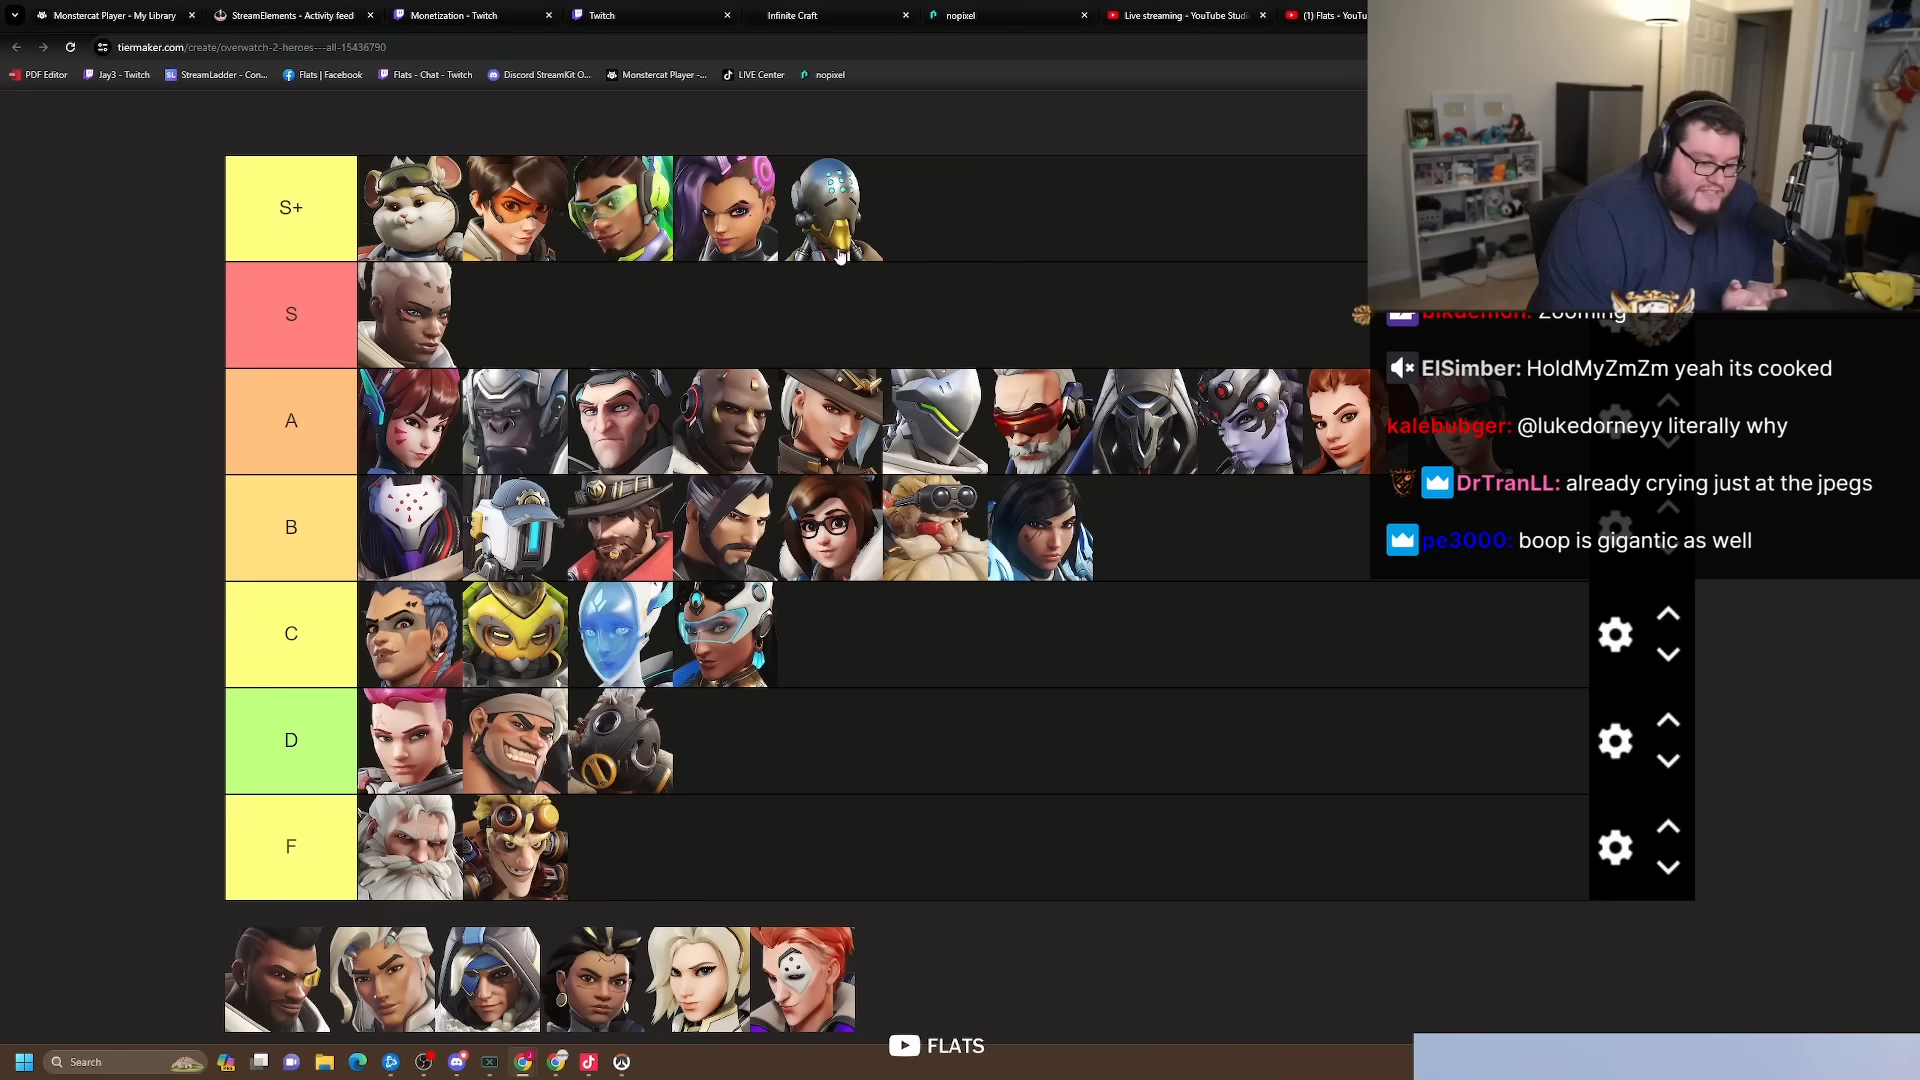 Monstercat Player - My Library
StreamElements - Activity feed
Monetization - Twitch
Twitch
Infinite Craft
nopixel
Live streaming - YouTube Studi
(1) Flats - YouTu
tiermaker.com/create/overwatch-2-heroes---all-15436790
PDF Editor
Jay3 - Twitch
StreamLadder - Con...
Flats | Facebook
Flats - Chat - Twitch
Discord StreamKit O...
Monstercat Player -...
LIVE Center
nopixel
S+
S
A
B
C
D
F
blkdemon: Zooming
ElSimber: HoldMyZmZm yeah its cooked
kalebubger: @lukedorneyy literally why
DrTranLL: already crying just at the jpegs
pe3000: boop is gigantic as well
FLATS
Search